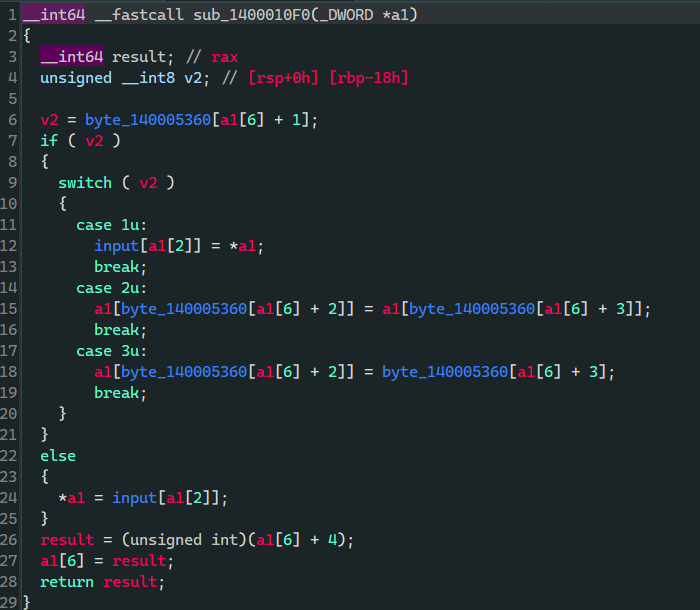 1 __int64 __fastcall sub_1400010F0(_DWORD *a1)
2 {
3   __int64 result; // rax
4   unsigned __int8 v2; // [rsp+0h] [rbp-18h]
5
6   v2 = byte_140005360[a1[6] + 1];
7   if ( v2 )
8   {
9     switch ( v2 )
10     {
11       case 1u:
12         input[a1[2]] = *a1;
13         break;
14       case 2u:
15         a1[byte_140005360[a1[6] + 2]] = a1[byte_140005360[a1[6] + 3]];
16         break;
17       case 3u:
18         a1[byte_140005360[a1[6] + 2]] = byte_140005360[a1[6] + 3];
19         break;
20     }
21   }
22   else
23   {
24     *a1 = input[a1[2]];
25   }
26   result = (unsigned int)(a1[6] + 4);
27   a1[6] = result;
28   return result;
29 }